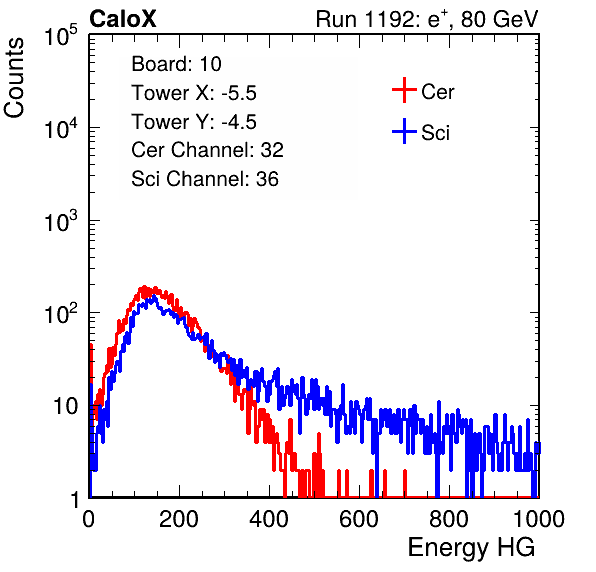 CaloX Run 1192: e⁺, 80 GeV
Counts
10⁵
10⁴
10³
10²
10
1
Board: 10
Tower X: -5.5
Tower Y: -4.5
Cer Channel: 32
Sci Channel: 36
Cer
Sci
0 200 400 600 800 1000
Energy HG